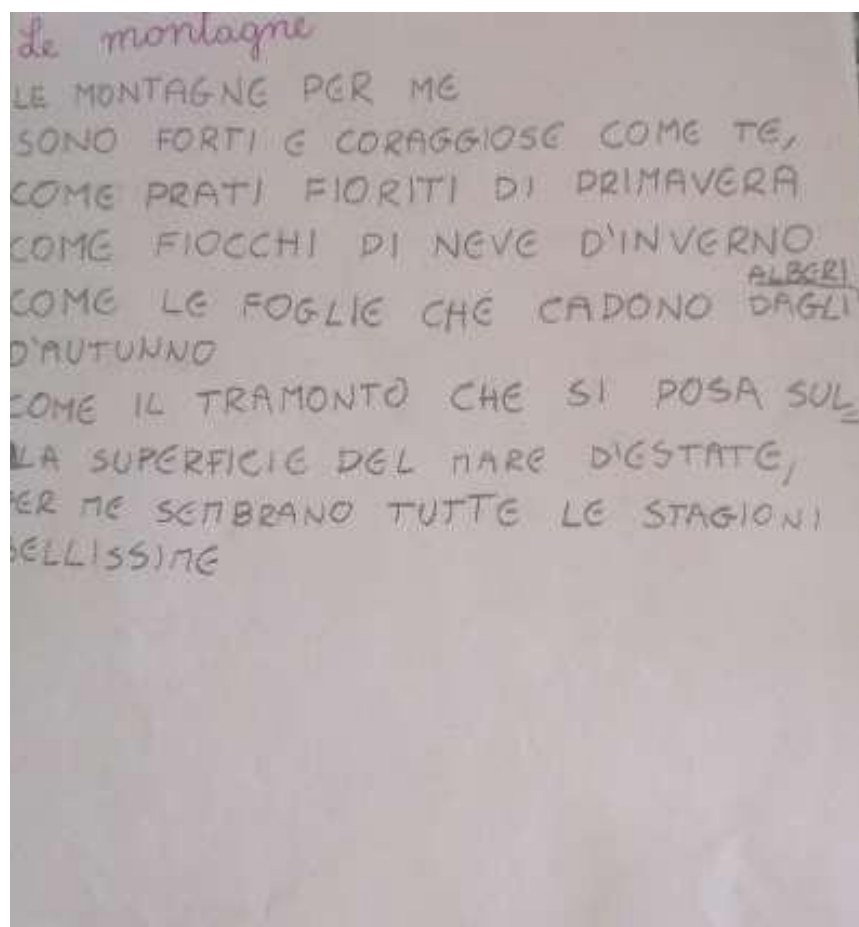 Le montagne
LE MONTAGNE PER ME
SONO FORTI E CORAGGIOSE COME TE,
COME PRATI FIORITI DI PRIMAVERA
COME FIOCCHI DI NEVE D'INVERNO
ALBERI
COME LE FOGLIE CHE CADONO DAGLI
D'AUTUNNO
COME IL TRAMONTO CHE SI POSA SUL=
LA SUPERFICIE DEL MARE D'ESTATE,
PER ME SEMBRANO TUTTE LE STAGIONI
BELLISSIME